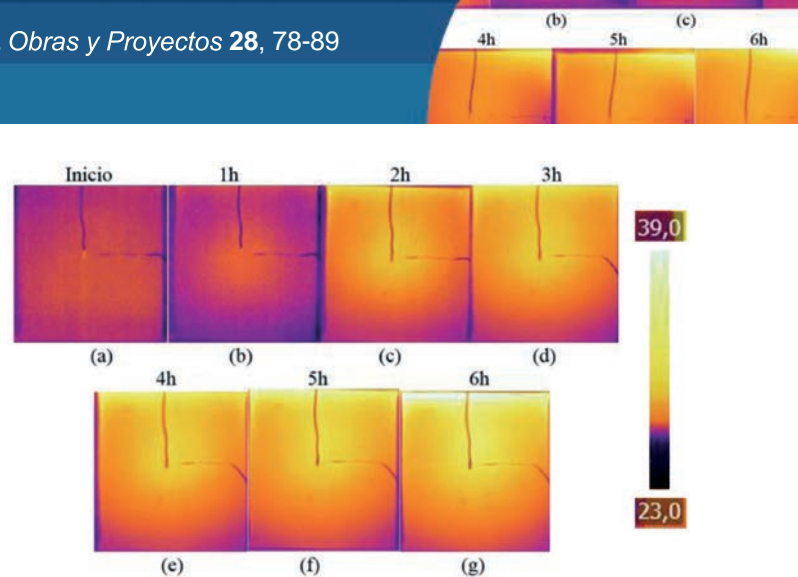 Obras y Proyectos 28, 78-89
(b) (c)
4h 5h 6h
Inicio 1h 2h 3h
39,0
(a) (b) (c) (d)
4h 5h 6h
23,0
(e) (f) (g)